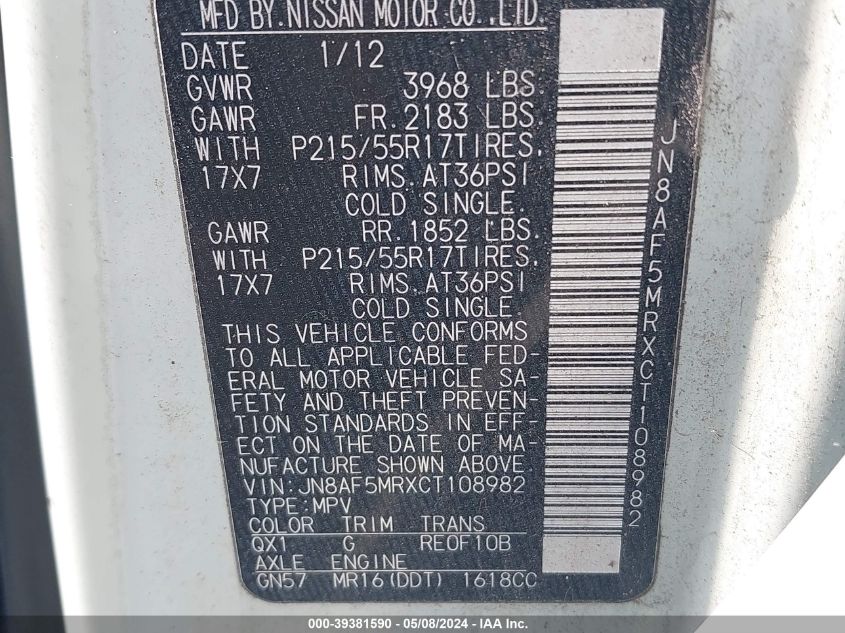 MFD BY NISSAN MOTOR CO.,LTD.
DATE 1/12
GVWR 3968 LBS
GAWR FR. 2183 LBS.
WITH P215/55R17TIRES,
17X7 RIMS, AT36PSI
COLD SINGLE.
GAWR RR. 1852 LBS.
WITH P215/55R17TIRES,
17X7 RIMS, AT36PSI
COLD SINGLE.
THIS VEHICLE CONFORMS
TO ALL APPLICABLE FED-
ERAL MOTOR VEHICLE SA-
FETY AND THEFT PREVEN-
TION STANDARDS IN EFF-
ECT ON THE DATE OF MA-
NUFACTURE SHOWN ABOVE
VIN:JN8AF5MRXCT108982
TYPE:MPV
COLOR TRIM TRANS
QX1 G RE0F10B
AXLE ENGINE
GN57 MR16(DDT) 1618CC
JN8AF5MRXCT108982
000-39381590 - 05/08/2024 - IAA Inc.